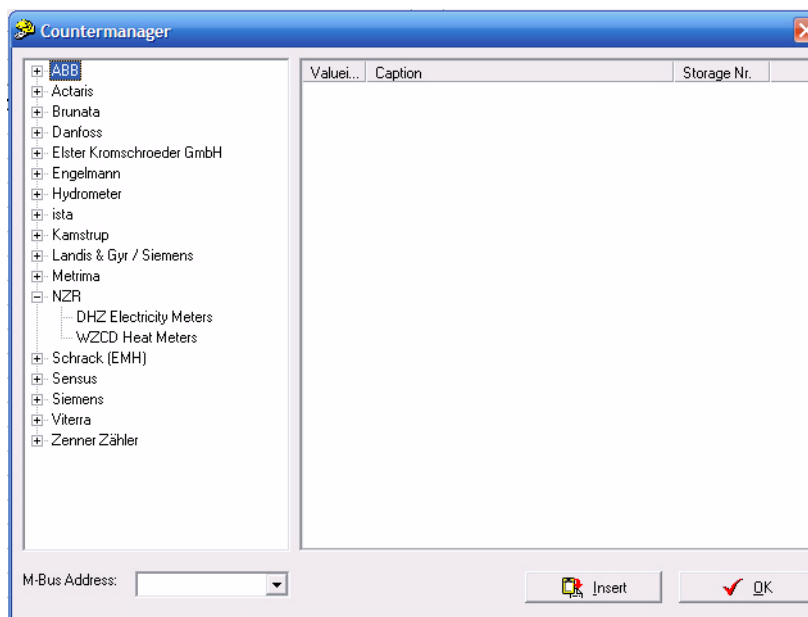 Countermanager
ABB
Actaris
Brunata
Danfoss
Elster Kromschroeder GmbH
Engelmann
Hydrometer
ista
Kamstrup
Landis & Gyr / Siemens
Metrima
NZR
DHZ Electricity Meters
WZCD Heat Meters
Schrack (EMH)
Sensus
Siemens
Viterra
Zenner Zähler
Valuei... Caption Storage Nr.
M-Bus Address:
Insert OK